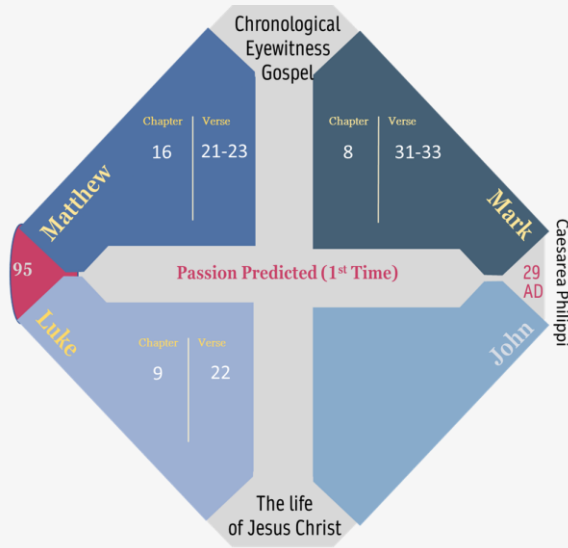 Chronological
Eyewitness
Gospel
Chapter Verse
16 21-23
Matthew
Chapter Verse
8 31-33
Mark
95
Passion Predicted (1st Time)
29
AD
Caesarea Philippi
Luke
Chapter Verse
9 22
John
The life
of Jesus Christ